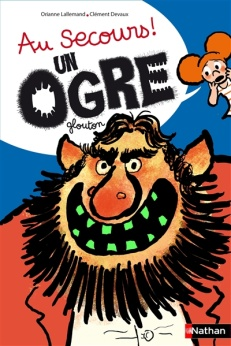 Orianne Lallemand • Clément Devaux
Au Secours!
UN
OGRE
glouton
Nathan